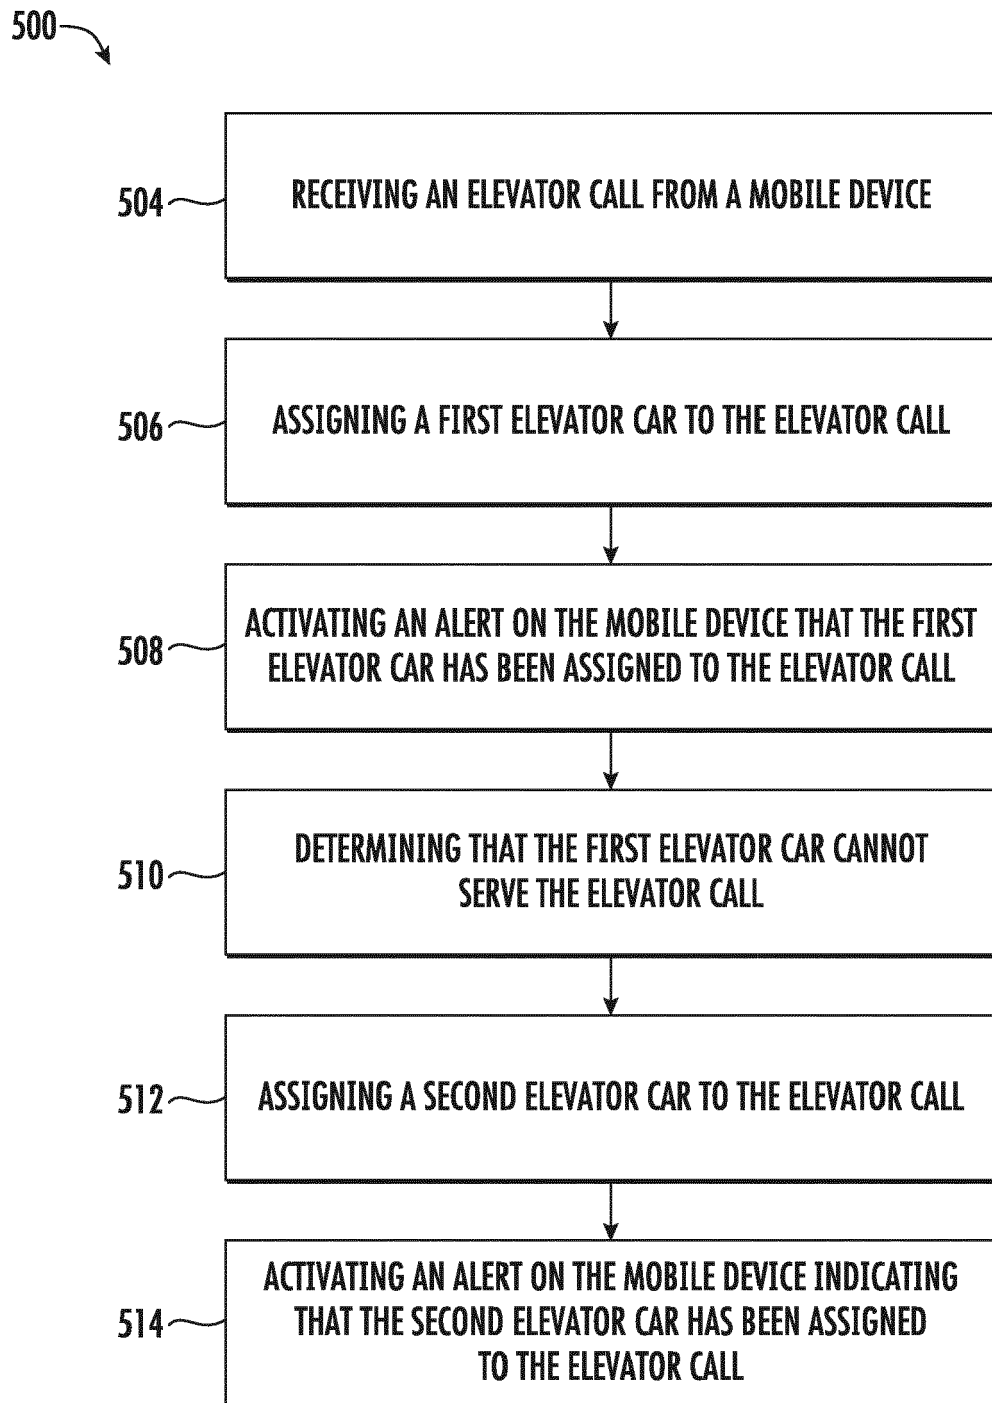 500
504
RECEIVING AN ELEVATOR CALL FROM A MOBILE DEVICE
506
ASSIGNING A FIRST ELEVATOR CAR TO THE ELEVATOR CALL
508
ACTIVATING AN ALERT ON THE MOBILE DEVICE THAT THE FIRST
ELEVATOR CAR HAS BEEN ASSIGNED TO THE ELEVATOR CALL
510
DETERMINING THAT THE FIRST ELEVATOR CAR CANNOT
SERVE THE ELEVATOR CALL
512
ASSIGNING A SECOND ELEVATOR CAR TO THE ELEVATOR CALL
514
ACTIVATING AN ALERT ON THE MOBILE DEVICE INDICATING
THAT THE SECOND ELEVATOR CAR HAS BEEN ASSIGNED
TO THE ELEVATOR CALL